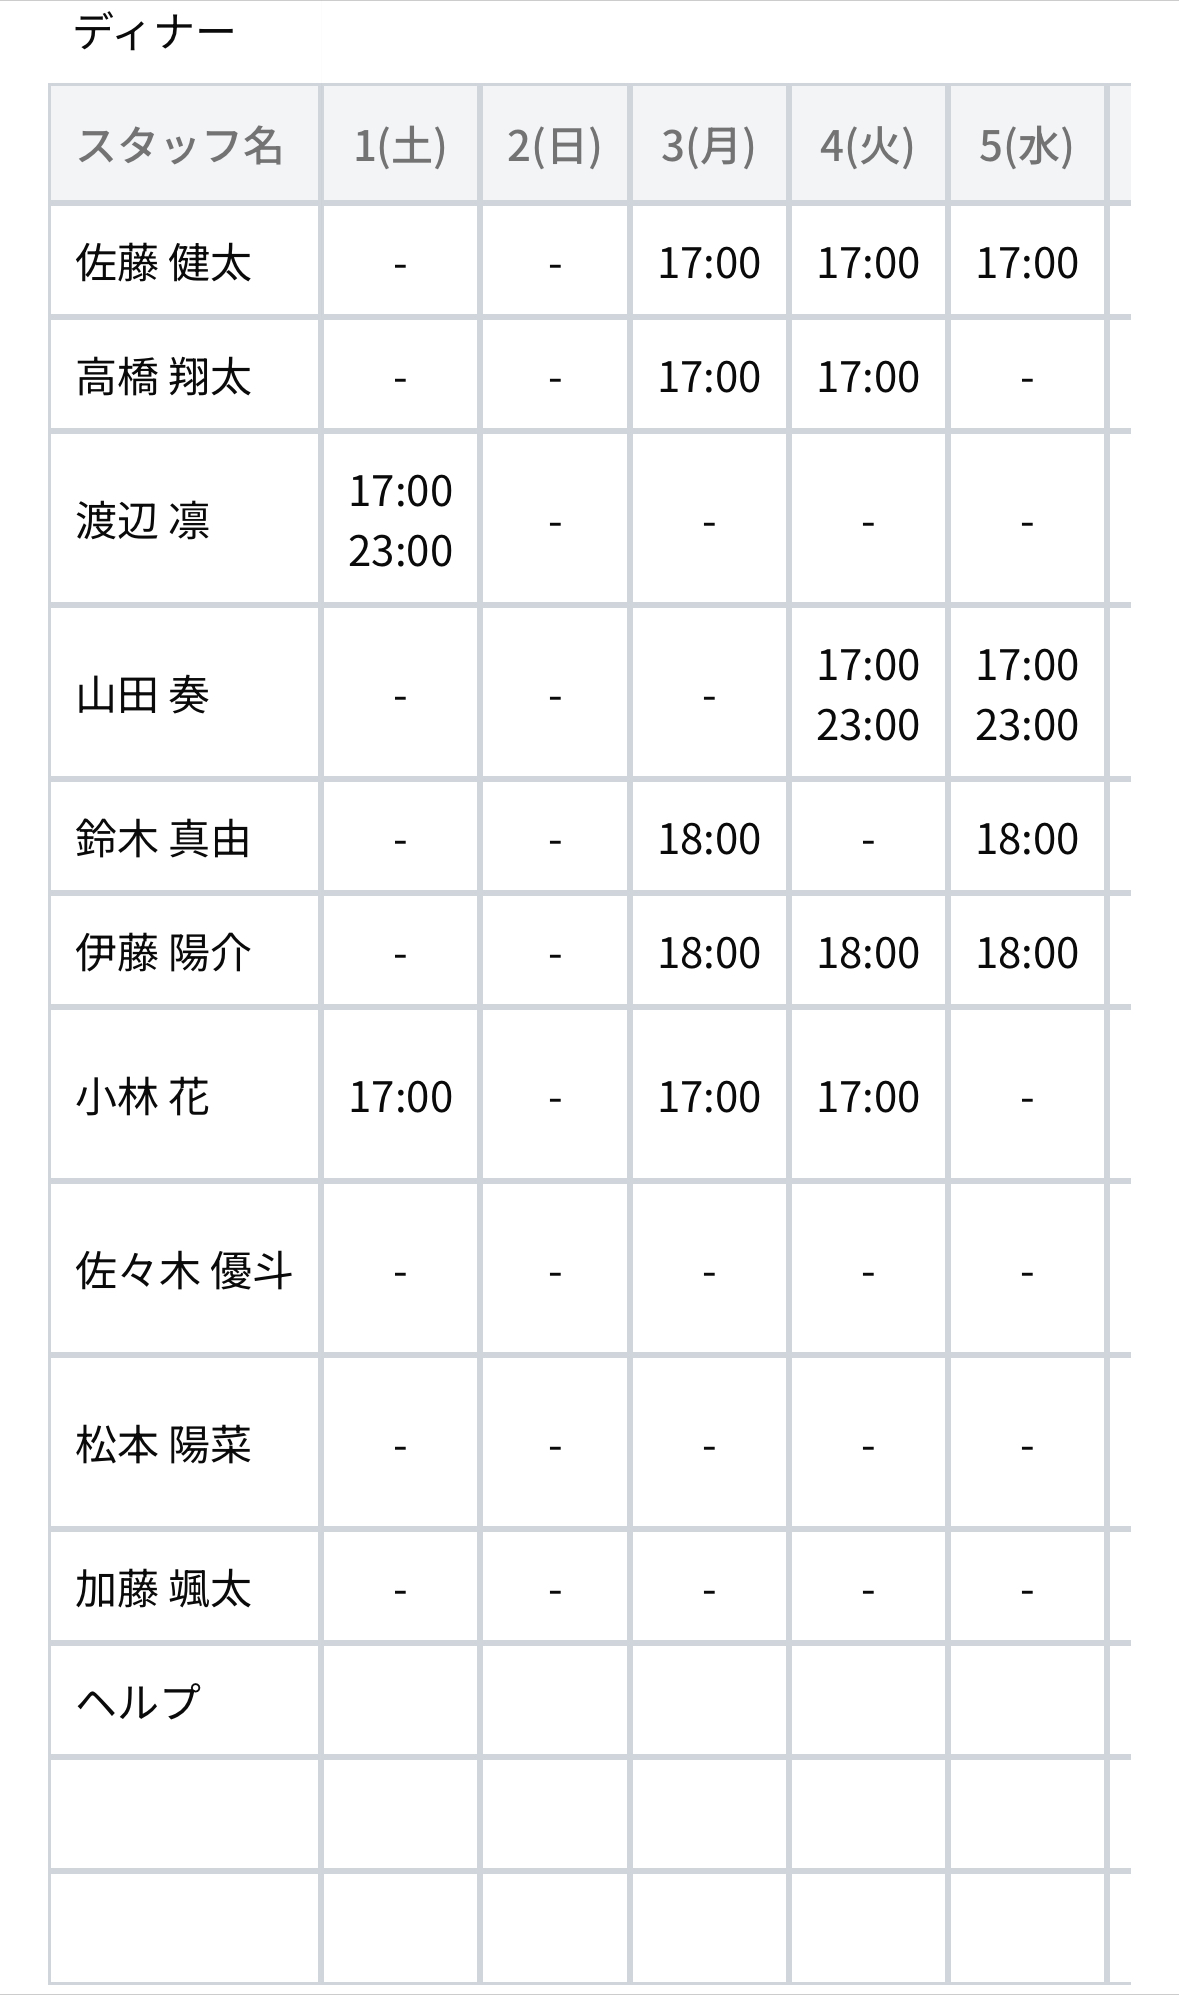 ディナー
スタッフ名 1(土) 2(日) 3(月) 4(火) 5(水)
佐藤 健太 - - 17:00 17:00 17:00
高橋 翔太 - - 17:00 17:00 -
渡辺 凛 17:00 23:00 - - - -
山田 奏 - - - 17:00 23:00 17:00 23:00
鈴木 真由 - - 18:00 - 18:00
伊藤 陽介 - - 18:00 18:00 18:00
小林 花 17:00 - 17:00 17:00 -
佐々木 優斗 - - - - -
松本 陽菜 - - - - -
加藤 颯太 - - - - -
ヘルプ